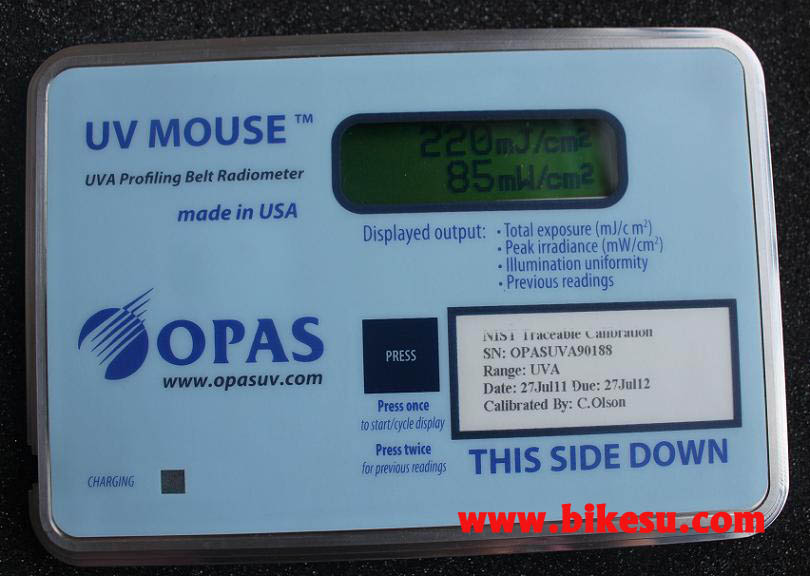 UV MOUSE ™
UVA Profiling Belt Radiometer
made in USA
220mJ/cm²
85mW/cm²
Displayed output:
• Total exposure (mJ/c m²)
• Peak irradiance (mW/cm²)
• Illumination uniformity
• Previous readings
OPAS
www.opasuv.com
PRESS
Press once
to start/cycle display
Press twice
for previous readings
NIST Traceable Calibration
SN: OPASUVA90188
Range: UVA
Date: 27Jul11 Due: 27Jul12
Calibrated By: C.Olson
THIS SIDE DOWN
CHARGING
www.bikesu.com